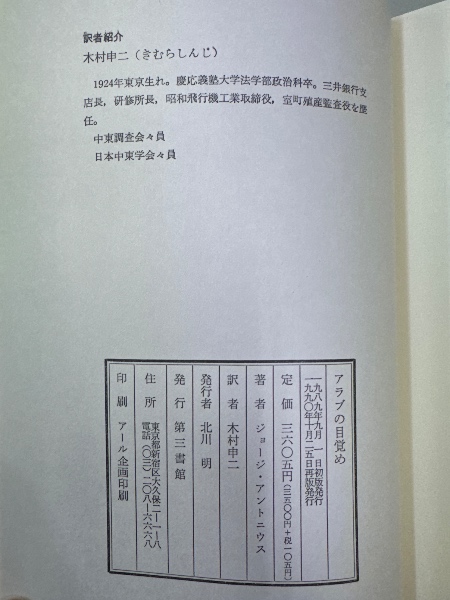 訳者紹介
木村申二（きむらしんじ）
1924年東京生れ。慶応義塾大学法学部政治科卒。三井銀行支
店長，研修所長，昭和飛行機工業取締役，室町殖産監査役を歴
任。
中東調査会々員
日本中東学会々員
アラブの目覚め
一九八九年九月 一日初版発行
一九九〇年十月二五日再版発行
定価 三六〇五円（三五〇〇円＋税一〇五円）
著者 ジョージ・アントニウス
訳者 木村申二
発行者 北川 明
発行 第三書館
住所 東京都新宿区大久保二―一―八
電話（〇三）二〇八―六六六八
印刷 アール企画印刷